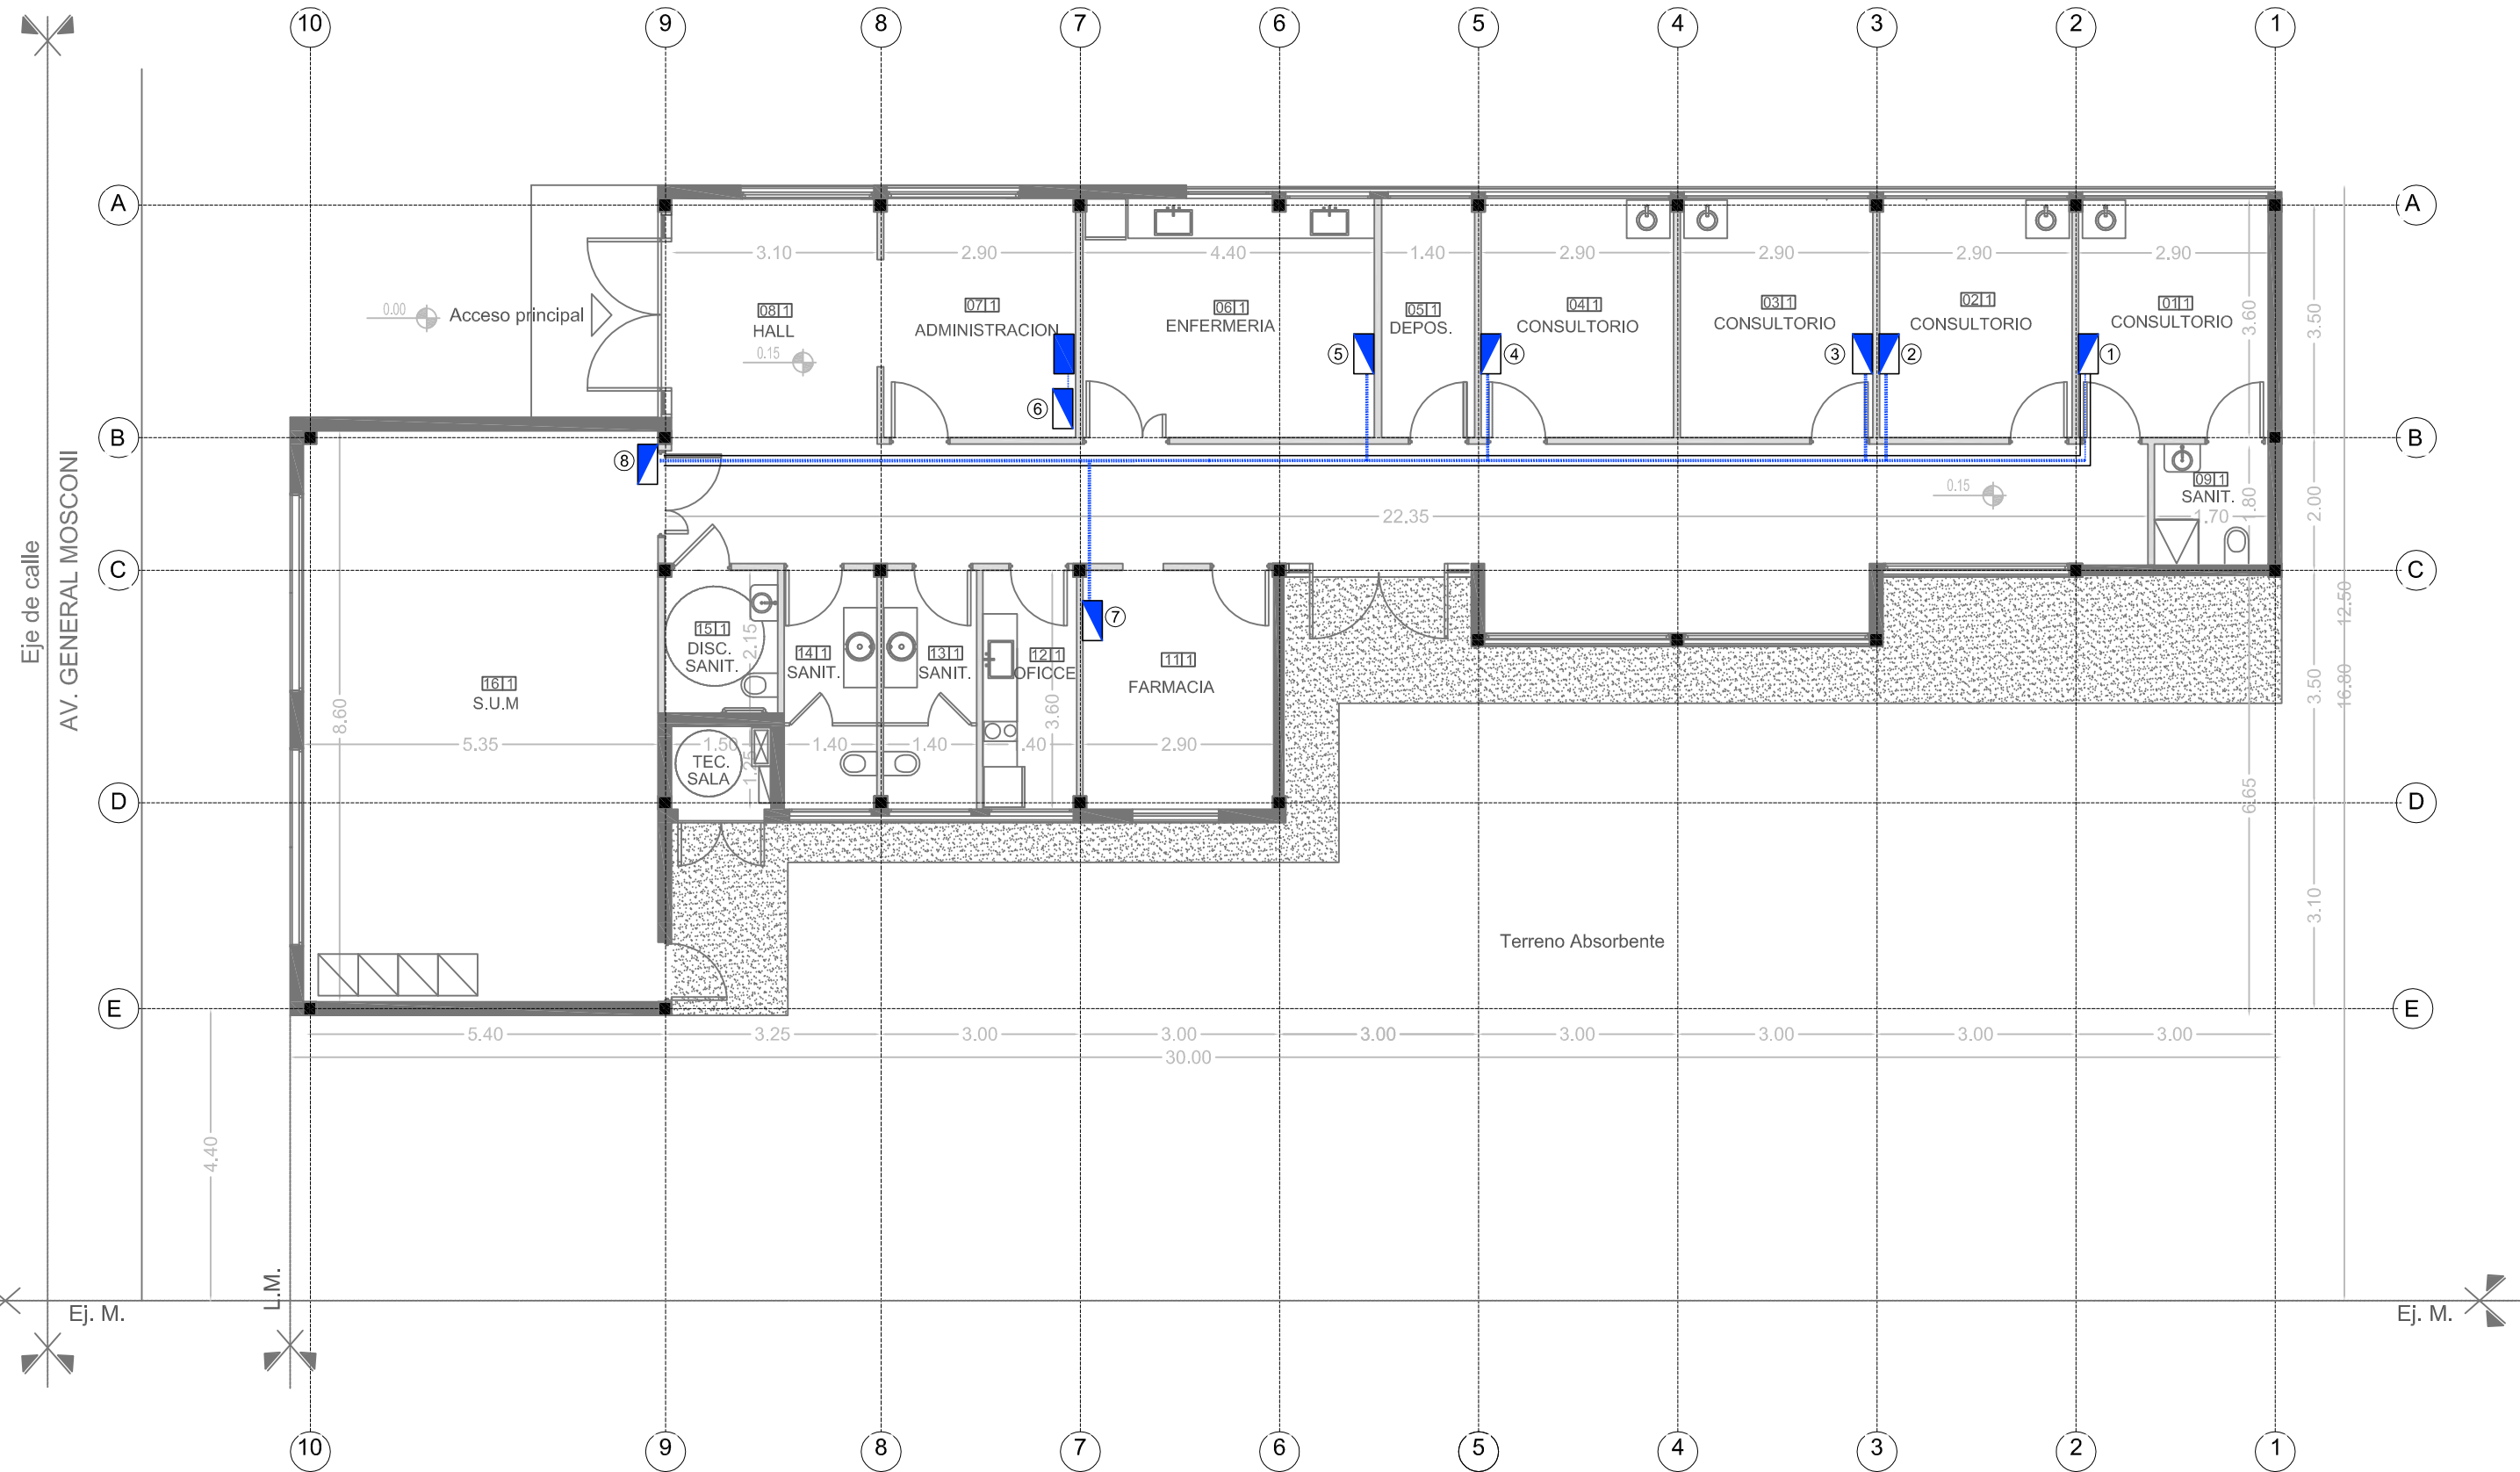 10 9 8 7 6 5 4 3 2 1
A A
3.10 2.90 4.40 1.40 2.90 2.90 2.90 2.90
0.00
Acceso principal
08 1
HALL
0.15
07 1
ADMINISTRACION
06 1
ENFERMERIA
05 1
DEPOS.
04 1
CONSULTORIO
03 1
CONSULTORIO
02 1
CONSULTORIO
01 1
CONSULTORIO
3.60
3.50
5 4 3 2 1
6
B B
8
0.15
09 1
SANIT.
1.80
2.00
22.35
1.70
Eje de calle
AV. GENERAL MOSCONI
C C
7
12.50
15 1
DISC.
SANIT.
2.15
14 1
SANIT.
13 1
SANIT.
12 1
OFICCE
3.60
11 1
FARMACIA
16 1
S.U.M
8.60
3.50
16.80
5.35 1.50 1.40 1.40 1.40 2.90
TEC.
SALA
1.25
D D
6.65
3.10
Terreno Absorbente
E E
5.40 3.25 3.00 3.00 3.00 3.00 3.00 3.00 3.00
30.00
4.40
L.M.
Ej. M. Ej. M.
10 9 8 7 6 5 4 3 2 1